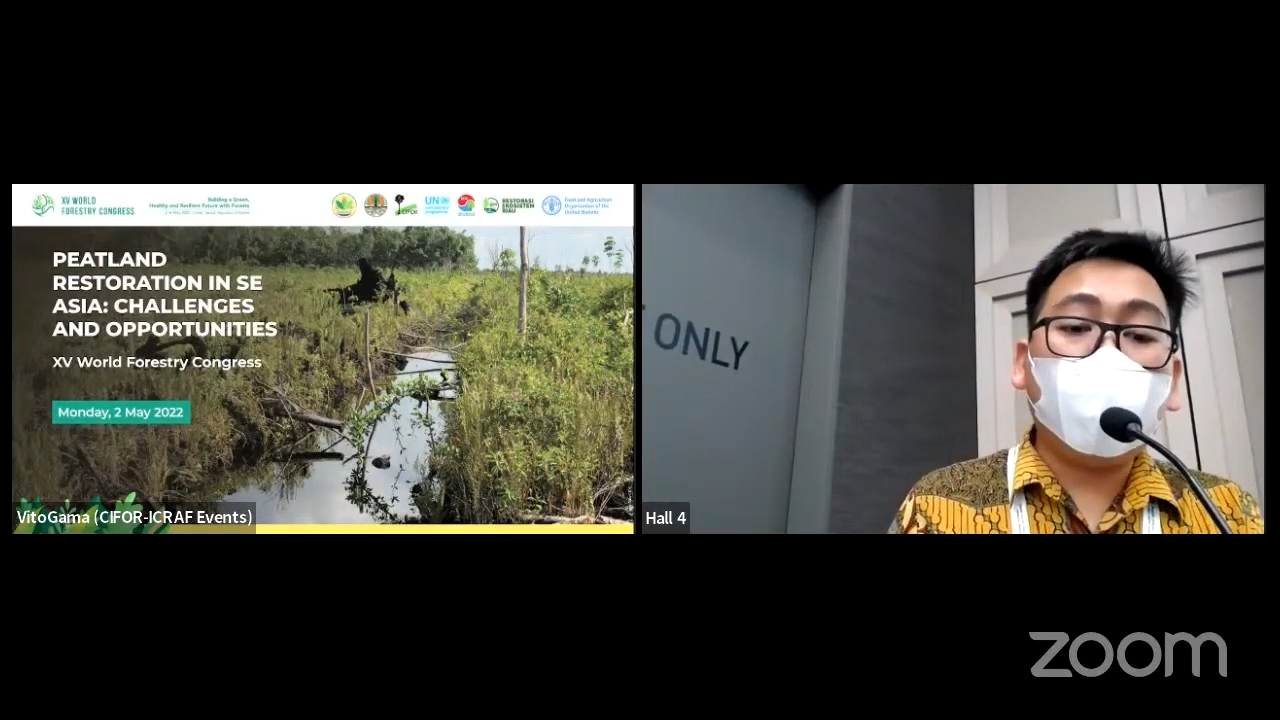 XV WORLD
FORESTRY CONGRESS
Building a Green,
Healthy and Resilient Future with Forests
CIFOR
UN
RESTORASI
EKOSISTEM
RIAU
Food and Agriculture
Organization of the
United Nations
PEATLAND
RESTORATION IN SE
ASIA: CHALLENGES
AND OPPORTUNITIES
XV World Forestry Congress
Monday, 2 May 2022
VitoGama (CIFOR-ICRAF Events)
ONLY
Hall 4
zoom